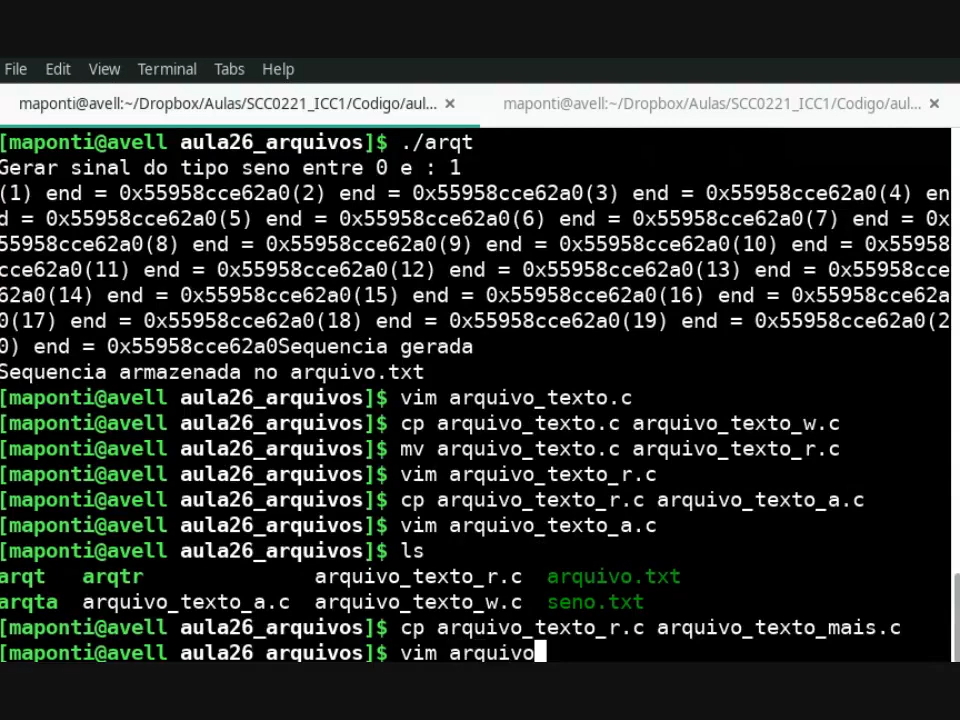 File Edit View Terminal Tabs Help
maponti@avell:~/Dropbox/Aulas/SCC0221_ICC1/Codigo/aul... × maponti@avell:~/Dropbox/Aulas/SCC0221_ICC1/Codigo/aul... ×
[maponti@avell aula26_arquivos]$ ./arqt
Gerar sinal do tipo seno entre 0 e : 1
(1) end = 0x55958cce62a0(2) end = 0x55958cce62a0(3) end = 0x55958cce62a0(4) en
d = 0x55958cce62a0(5) end = 0x55958cce62a0(6) end = 0x55958cce62a0(7) end = 0x
55958cce62a0(8) end = 0x55958cce62a0(9) end = 0x55958cce62a0(10) end = 0x55958
cce62a0(11) end = 0x55958cce62a0(12) end = 0x55958cce62a0(13) end = 0x55958cce
62a0(14) end = 0x55958cce62a0(15) end = 0x55958cce62a0(16) end = 0x55958cce62a
0(17) end = 0x55958cce62a0(18) end = 0x55958cce62a0(19) end = 0x55958cce62a0(2
0) end = 0x55958cce62a0Sequencia gerada
Sequencia armazenada no arquivo.txt
[maponti@avell aula26_arquivos]$ vim arquivo_texto.c
[maponti@avell aula26_arquivos]$ cp arquivo_texto.c arquivo_texto_w.c
[maponti@avell aula26_arquivos]$ mv arquivo_texto.c arquivo_texto_r.c
[maponti@avell aula26_arquivos]$ vim arquivo_texto_r.c
[maponti@avell aula26_arquivos]$ cp arquivo_texto_r.c arquivo_texto_a.c
[maponti@avell aula26_arquivos]$ vim arquivo_texto_a.c
[maponti@avell aula26_arquivos]$ ls
arqt arqtr arquivo_texto_r.c arquivo.txt
arqta arquivo_texto_a.c arquivo_texto_w.c seno.txt
[maponti@avell aula26_arquivos]$ cp arquivo_texto_r.c arquivo_texto_mais.c
[maponti@avell aula26_arquivos]$ vim arquivo